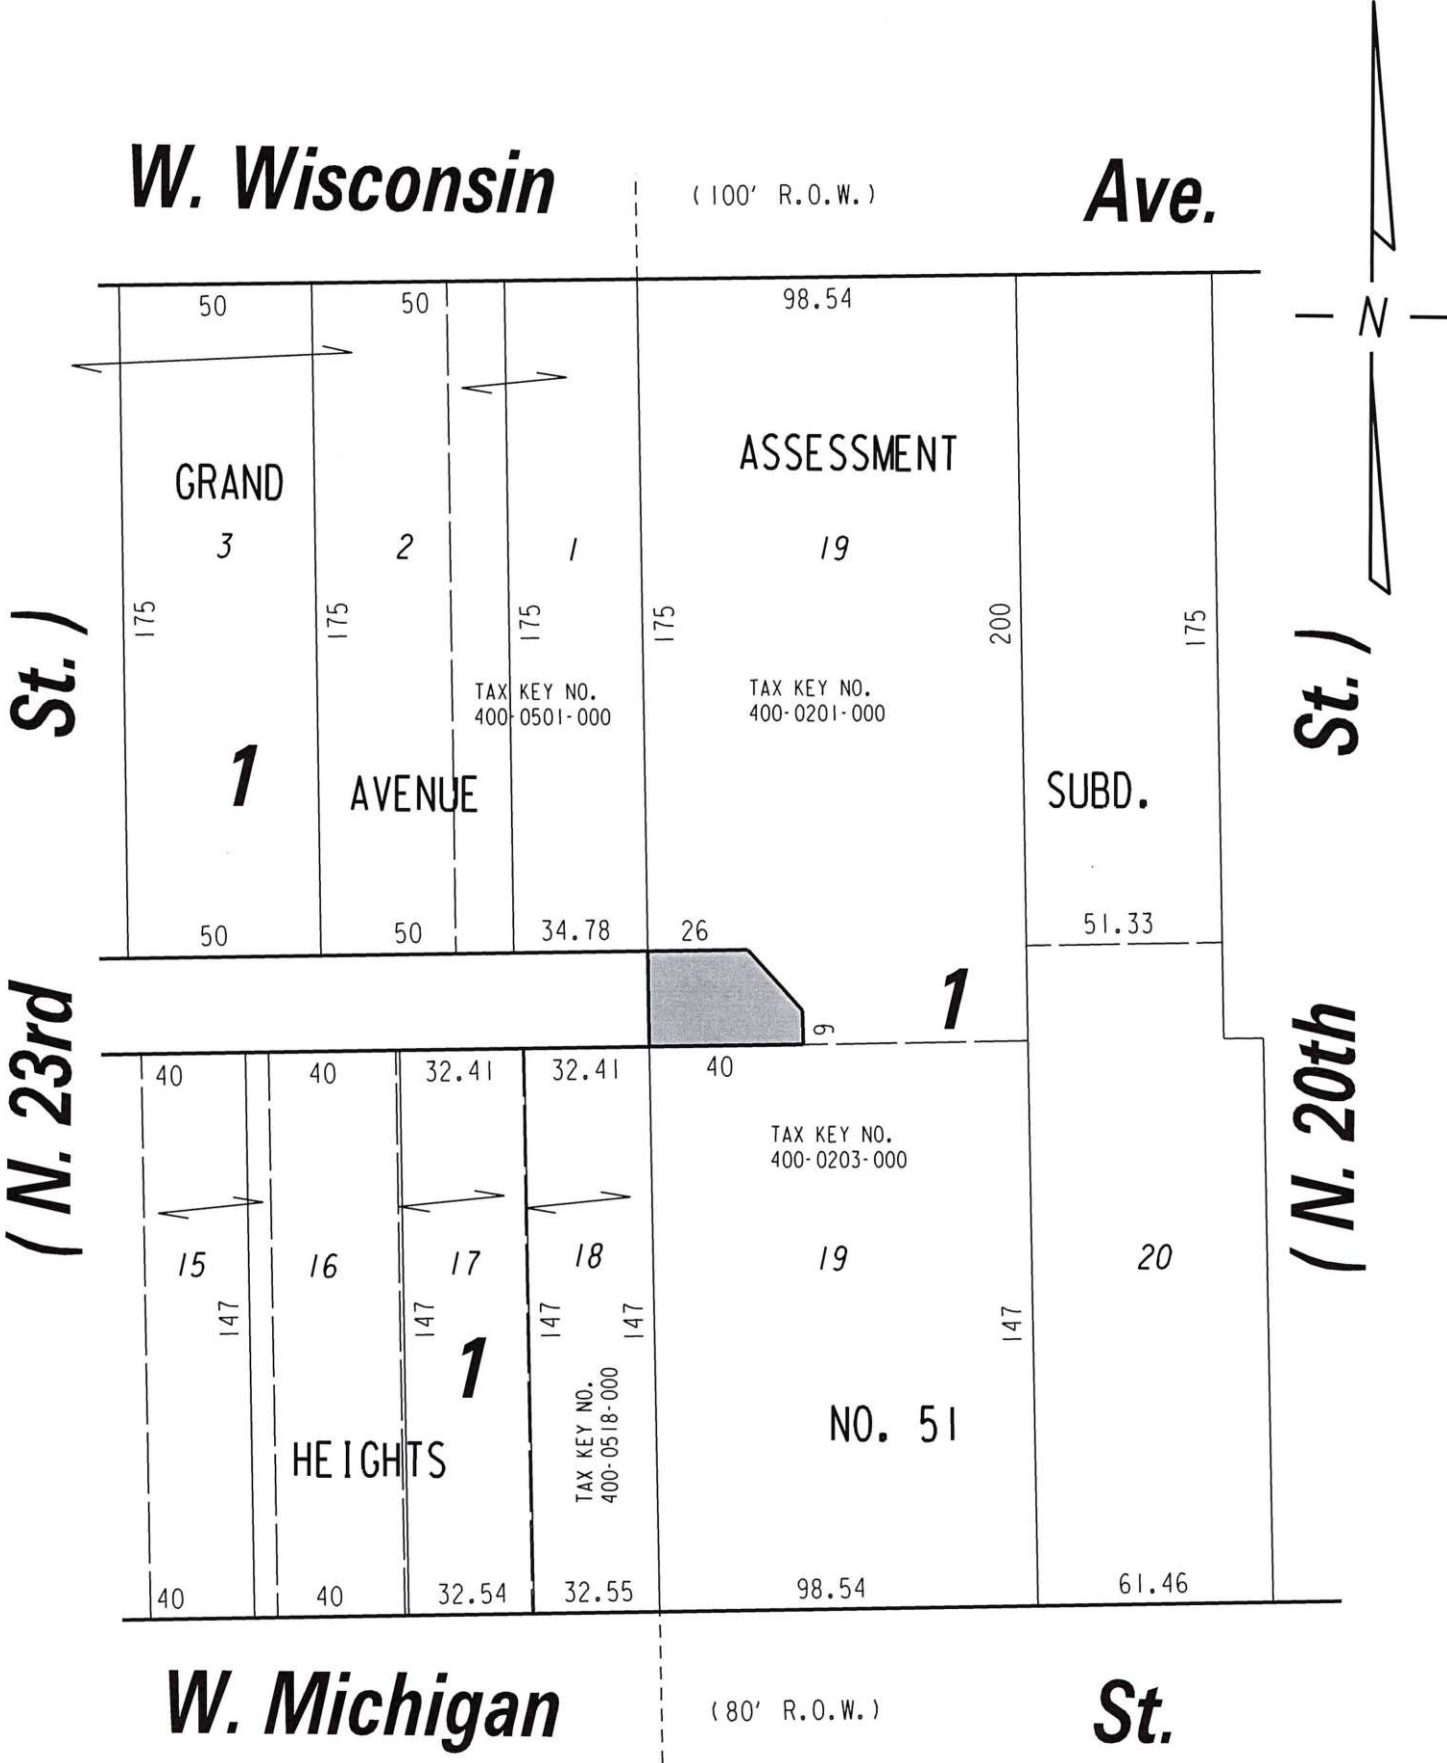 W. Wisconsin (100' R.O.W.) Ave.
50 50 98.54
N
GRAND
ASSESSMENT
3 2 1 19
175 175 175 175 200 175
St. )
St. )
TAX KEY NO.
400-0501-000
TAX KEY NO.
400-0201-000
1
AVENUE
SUBD.
50 50 34.78 26 51.33
1
9
( N. 23rd
( N. 20th
40 40 32.41 32.41 40
TAX KEY NO.
400-0203-000
15 16 17 18 19 20
147 147 147 147 147
1
TAX KEY NO.
400-0518-000
HEIGHTS
NO. 51
40 40 32.54 32.55 98.54 61.46
W. Michigan (80' R.O.W.) St.